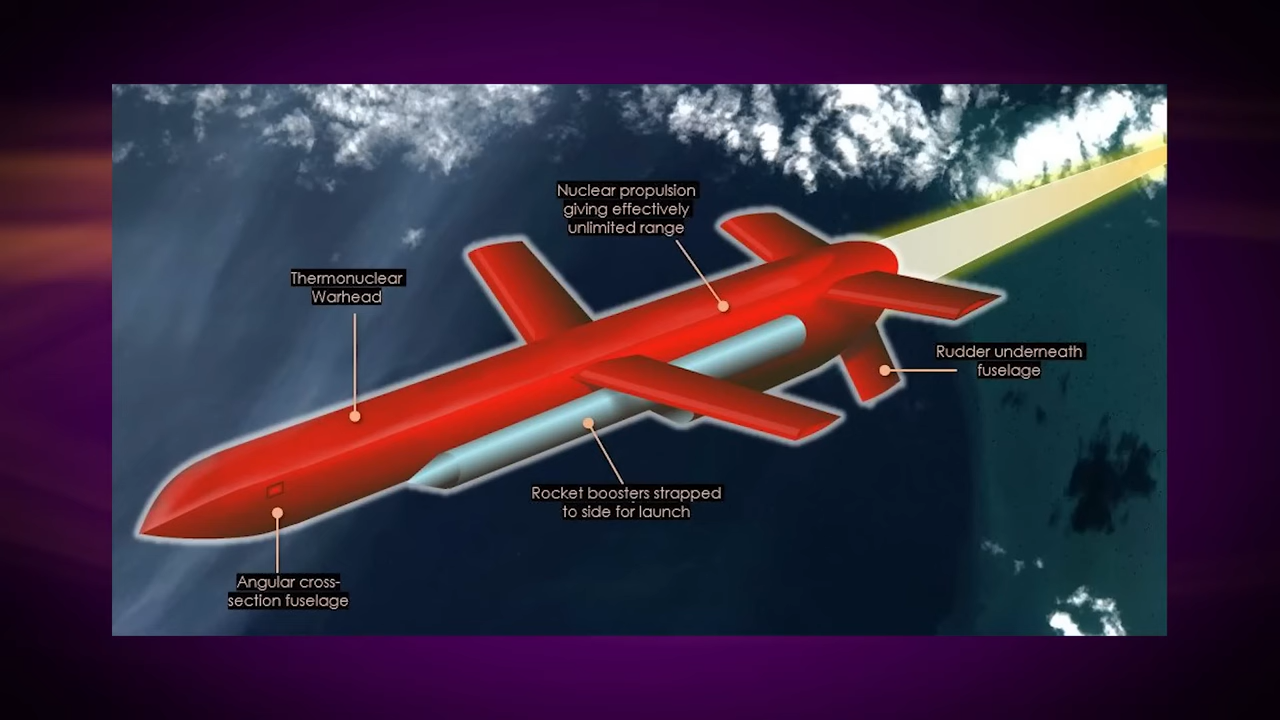 Nuclear propulsion
giving effectively
unlimited range
Thermonuclear
Warhead
Rudder underneath
fuselage
Rocket boosters strapped
to side for launch
Angular cross-
section fuselage